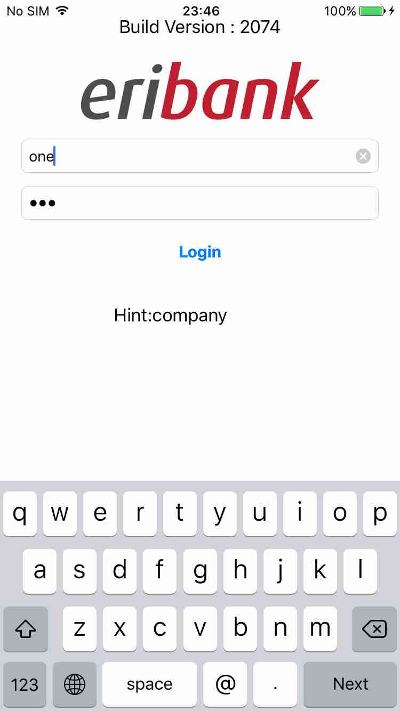 No SIM 23:46 100%
Build Version : 2074
eribank
one
Login
Hint:company
q w e r t y u i o p
a s d f g h j k l
z x c v b n m
123 space @ . Next